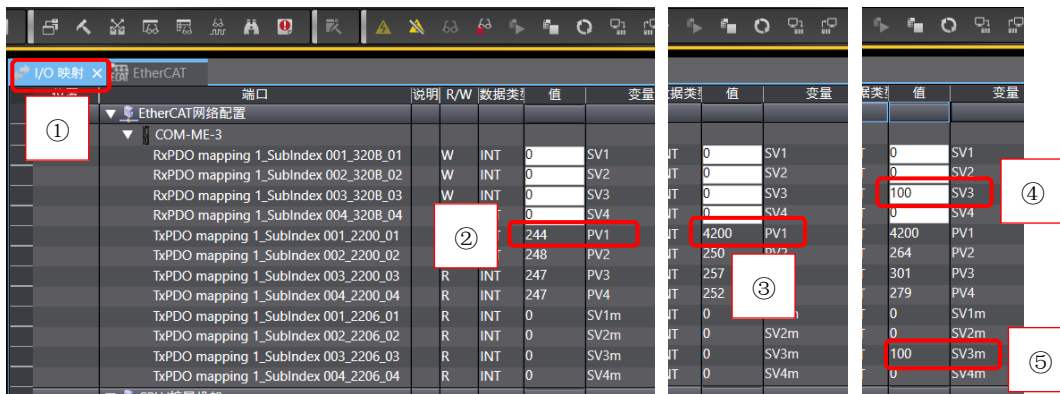 I/O 映射 × EtherCAT
端口 说明 R/W 数据类型 值 变量
①
▼ EtherCAT网络配置
▼ COM-ME-3
RxPDO mapping 1_SubIndex 001_320B_01 W INT 0 SV1
RxPDO mapping 1_SubIndex 002_320B_02 W INT 0 SV2
RxPDO mapping 1_SubIndex 003_320B_03 W INT 0 SV3
RxPDO mapping 1_SubIndex 004_320B_04 0 SV4
②
TxPDO mapping 1_SubIndex 001_2200_01 244 PV1
TxPDO mapping 1_SubIndex 002_2200_02 248 PV2
TxPDO mapping 1_SubIndex 003_2200_03 R INT 247 PV3
TxPDO mapping 1_SubIndex 004_2200_04 R INT 247 PV4
TxPDO mapping 1_SubIndex 001_2206_01 R INT 0 SV1m
TxPDO mapping 1_SubIndex 002_2206_02 R INT 0 SV2m
TxPDO mapping 1_SubIndex 003_2206_03 R INT 0 SV3m
TxPDO mapping 1_SubIndex 004_2206_04 R INT 0 SV4m
值 变量
0 SV1
0 SV2
0 SV3
0 SV4
4200 PV1
250
257
252
③
0
0 SV2m
0 SV3m
0 SV4m
值 变量
0 SV1
0 SV2
100 SV3
④
0 SV4
4200 PV1
264 PV2
301 PV3
279 PV4
0 SV1m
0 SV2m
100 SV3m
⑤
0 SV4m